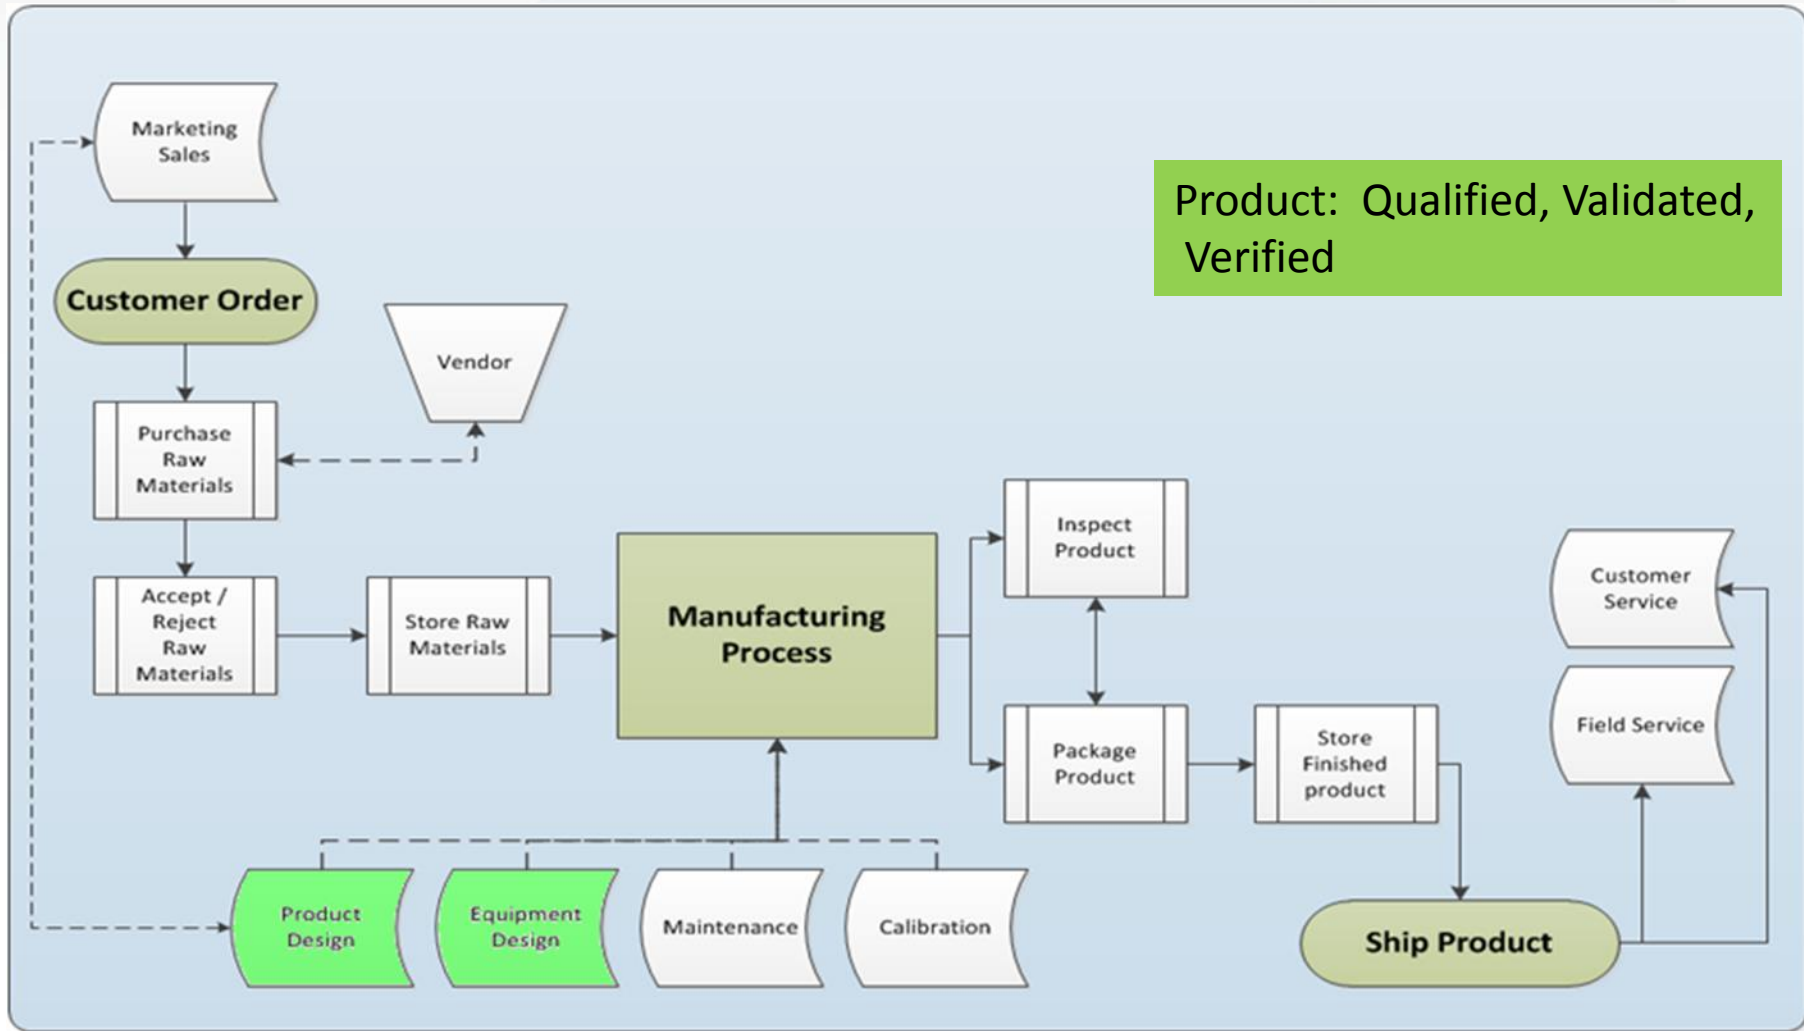 Marketing
Sales
Product: Qualified, Validated,
Verified
Customer Order
Vendor
Purchase
Raw
Materials
Inspect
Product
Accept /
Reject
Raw
Materials
Store Raw
Materials
Manufacturing
Process
Customer
Service
Field Service
Package
Product
Store
Finished
product
Product
Design
Equipment
Design
Maintenance
Calibration
Ship Product